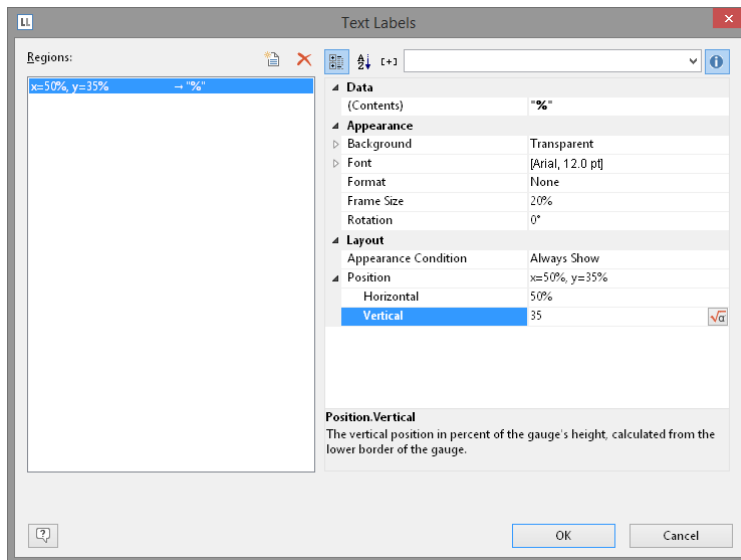 LL
Text Labels
Regions:
A
Z
[+]
x=50%, y=35% → "%"
Data
(Contents) "%"
Appearance
Background Transparent
Font [Arial, 12.0 pt]
Format None
Frame Size 20%
Rotation 0°
Layout
Appearance Condition Always Show
Position x=50%, y=35%
Horizontal 50%
Vertical 35
√α
Position.Vertical
The vertical position in percent of the gauge's height, calculated from the
lower border of the gauge.
OK Cancel